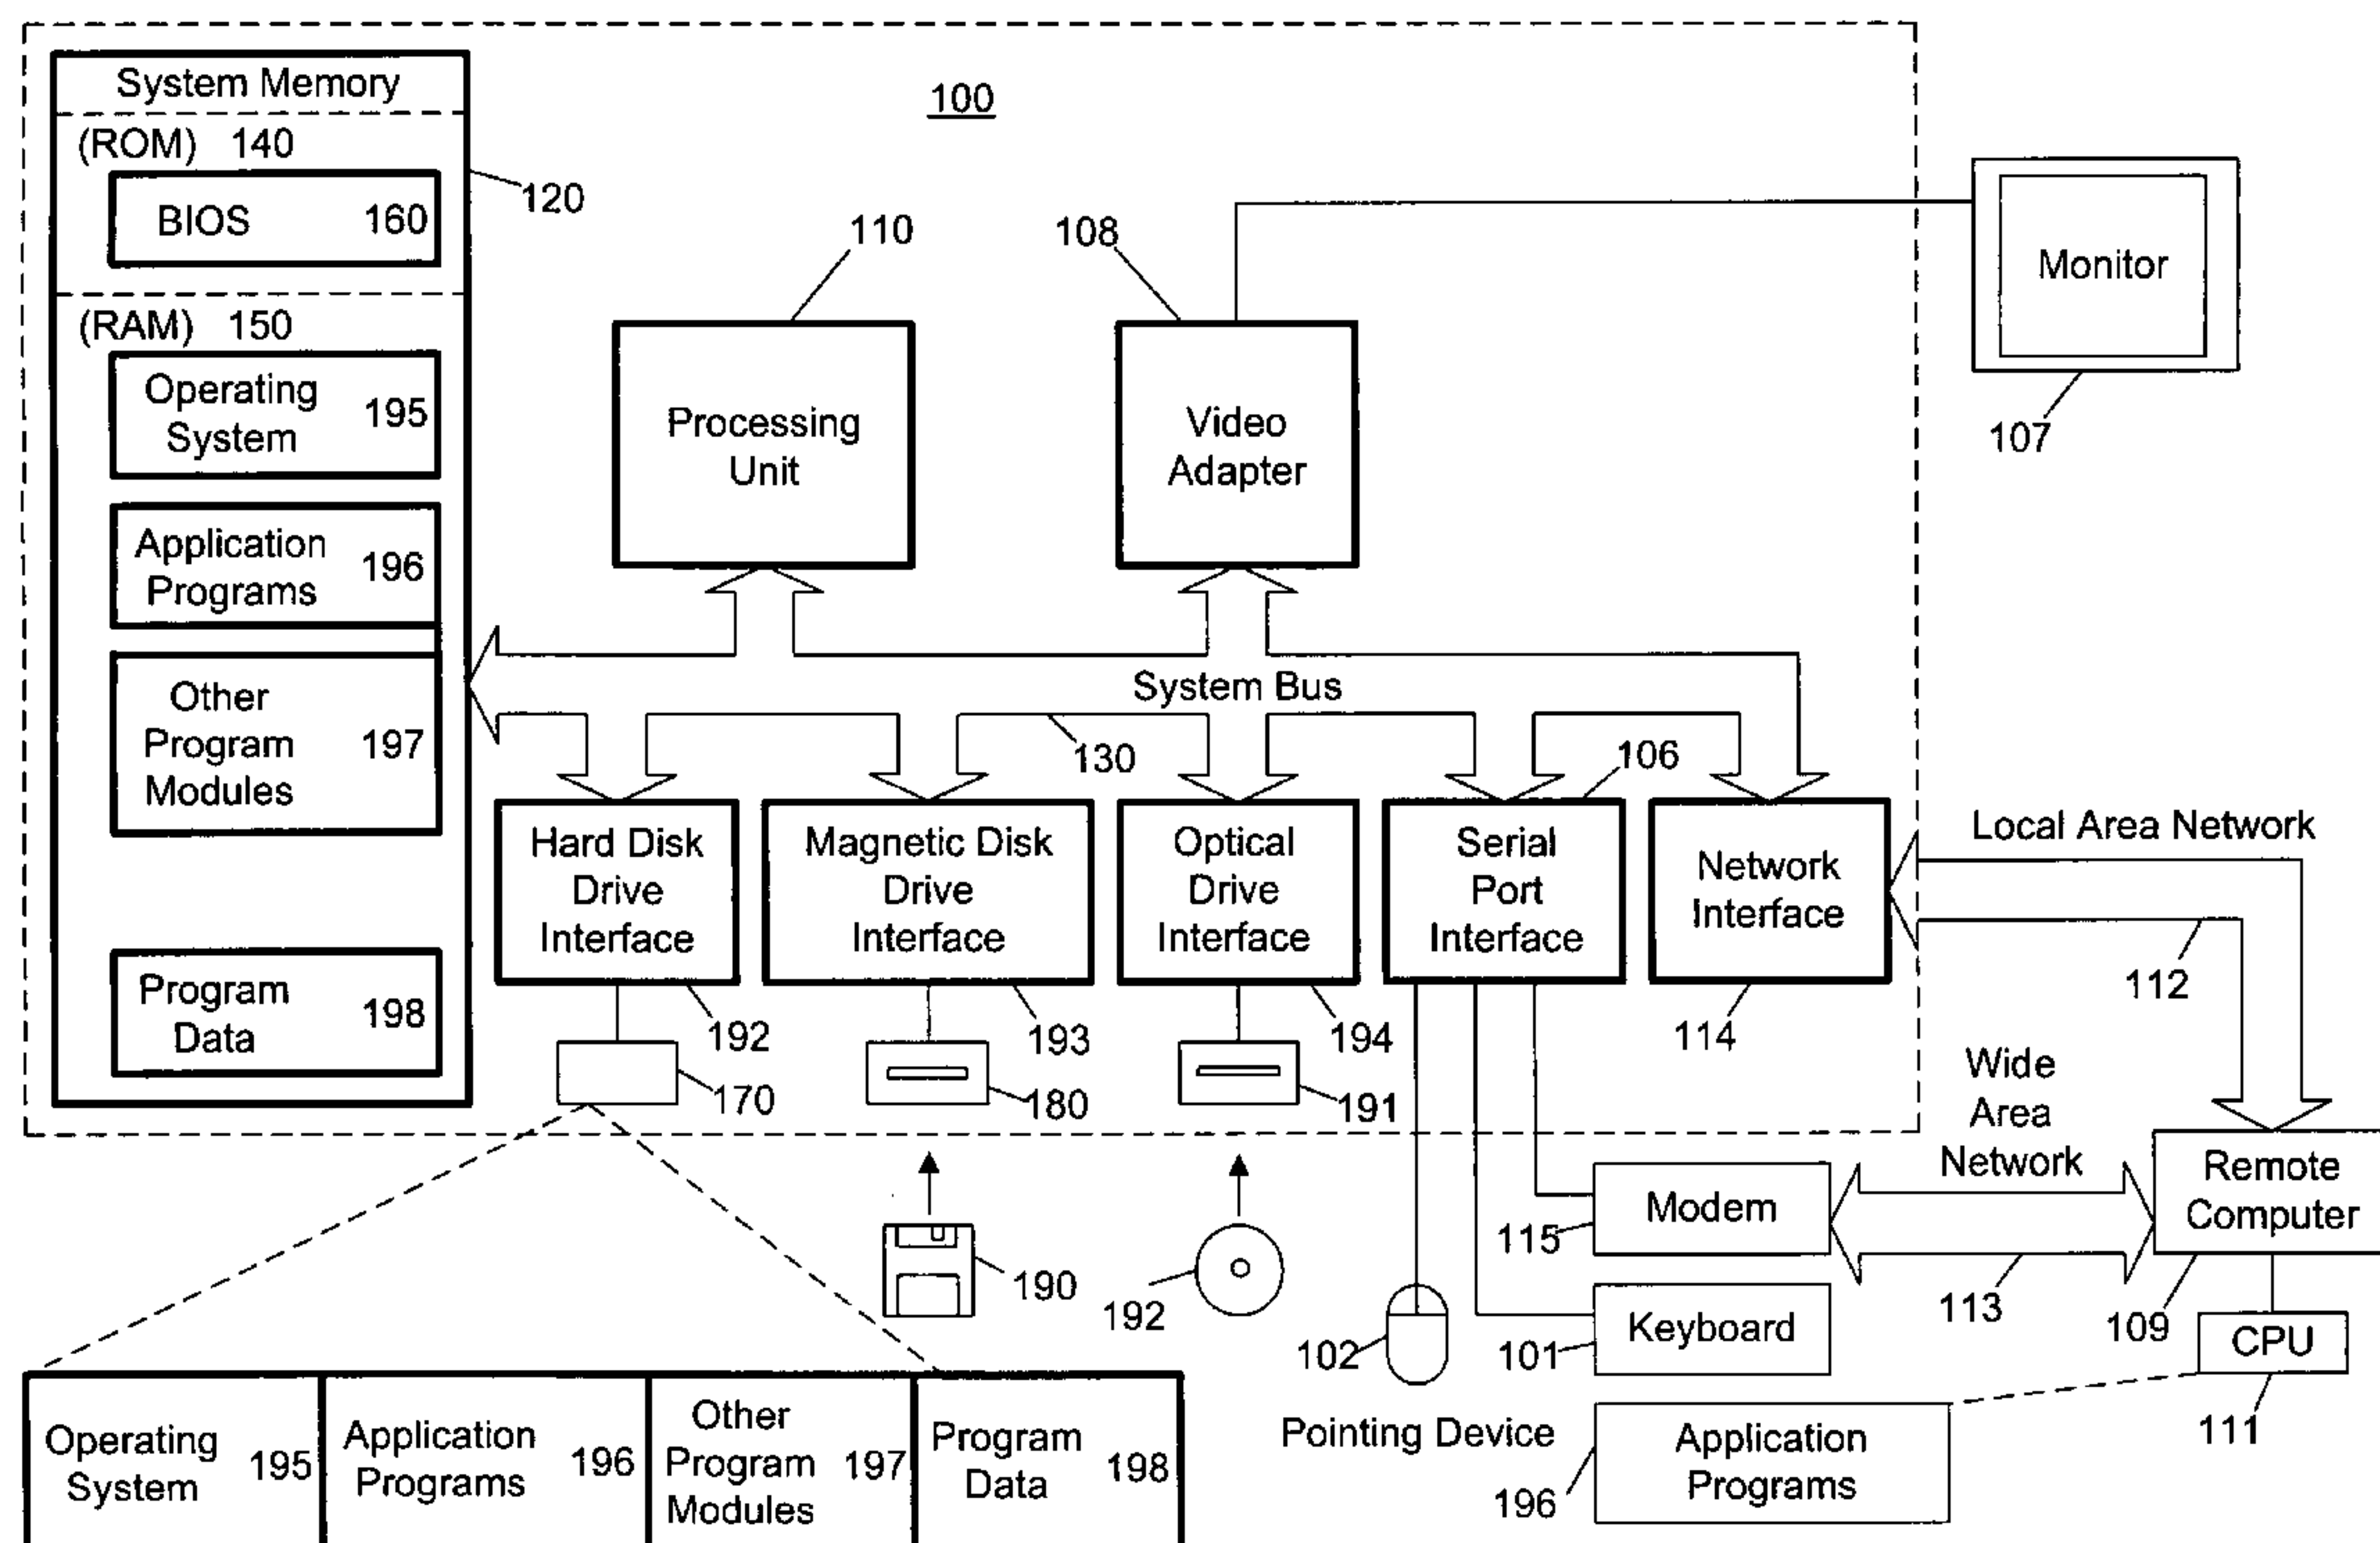 System Memory
(ROM) 140
BIOS 160
120
(RAM) 150
Operating
System
195
Application
Programs
196
Other
Program
Modules
197
Program
Data
198
100
110
Processing
Unit
108
Video
Adapter
Monitor
107
System Bus
130
106
Hard Disk
Drive
Interface
192
170
Magnetic Disk
Drive
Interface
193
180
Optical
Drive
Interface
194
191
Serial
Port
Interface
Network
Interface
114
Local Area Network
112
Wide
Area
Network
113
Remote
Computer
109
CPU
111
Modem
115
Keyboard
101
102
Pointing Device
190
192
Application
Programs
196
Operating
System
195
Application
Programs
196
Other
Program
Modules
197
Program
Data
198